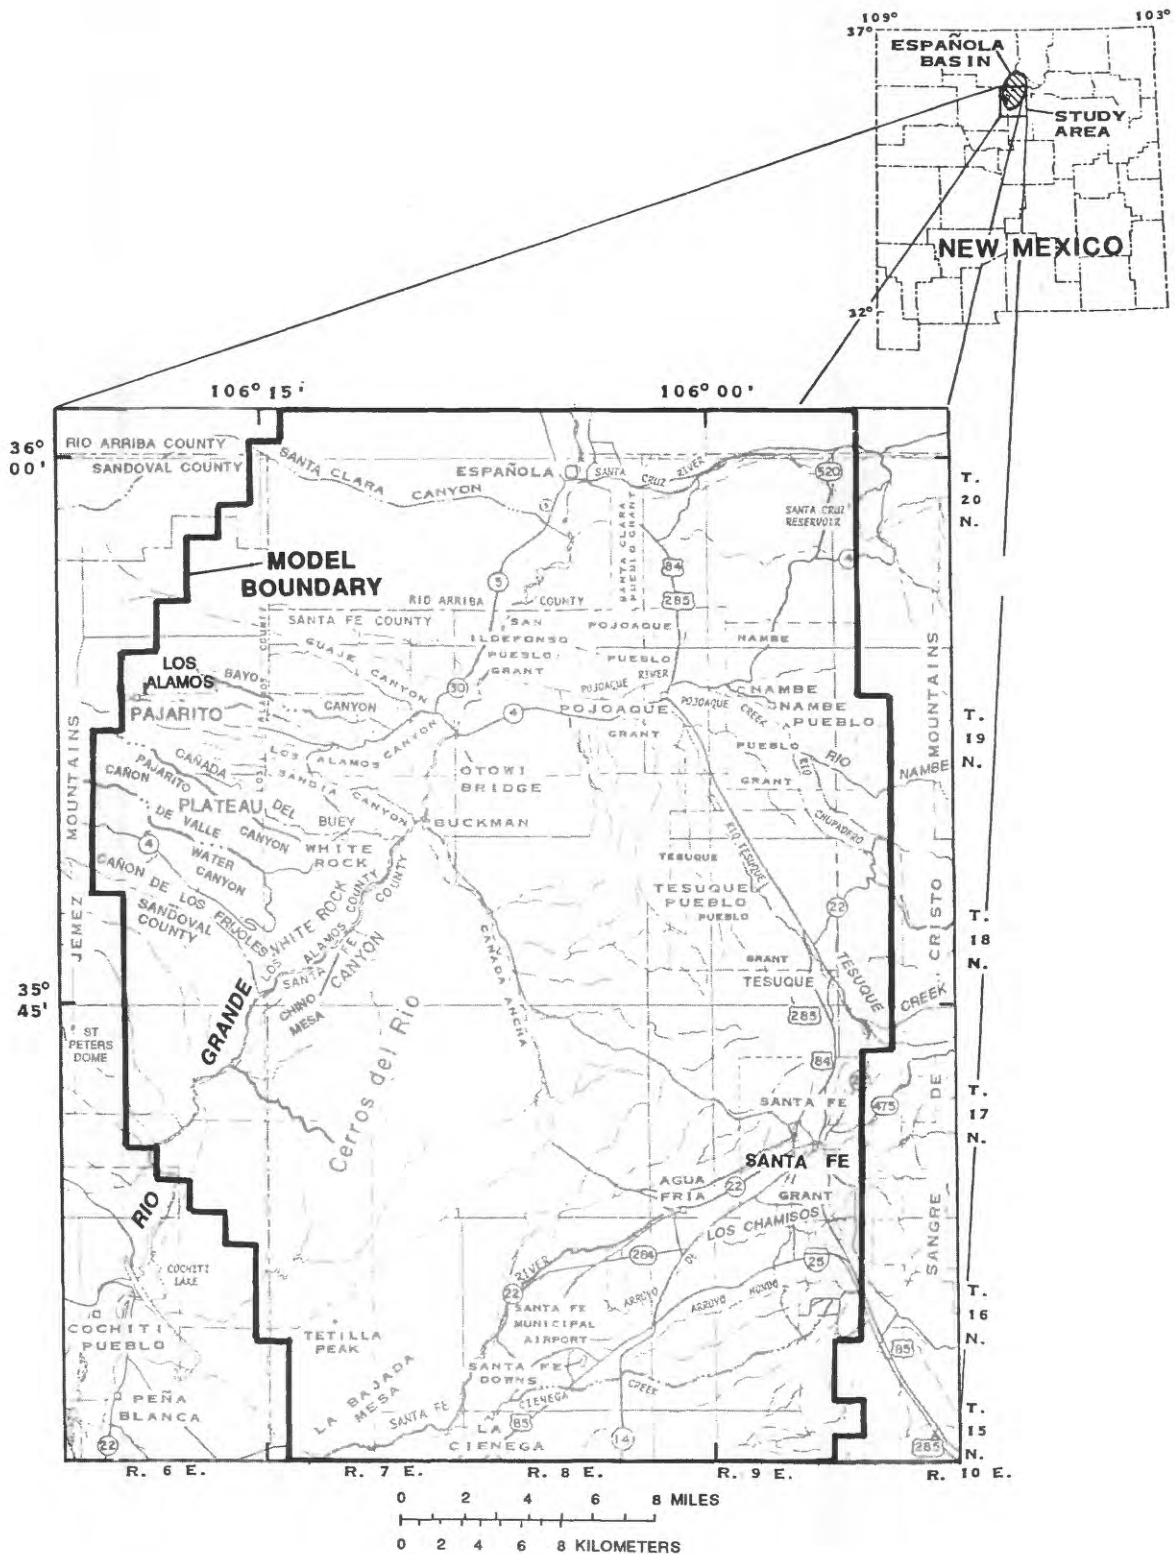 109°
103°
37°
ESPAÑOLA
BASIN
STUDY
AREA
NEW MEXICO
32°
106° 15'
106° 00'
36°
00'
RIO ARRIBA COUNTY
SANDOVAL COUNTY
SANTA CLARA
CANYON
ESPAÑOLA
SANTA
CRUZ
RIVER
520
T.
20
N.
SANTA CRUZ
RESERVOIR
5
SANTA CLARA
PUEBLO GRANT
84
4
MODEL
BOUNDARY
5
285
RIO ARRIBA
COUNTY
SANTA FE COUNTY
SAN
ILDEFONSO
PUEBLO
GRANT
POJOAQUE
NAMBE
GUAJE CANYON
PUEBLO
LOS
ALAMOS
BAYO
CANYON
30
POJOAQUE
RIVER
NAMBE
NAMBE
PUEBLO
PAJARITO
4
POJOAQUE
POJOAQUE
CREEK
GRANT
T.
19
N.
LOS
ALAMOS
CANYON
PUEBLO
RIO
NAMBE
CAÑADA
DEL
BUEY
SANDIA CANYON
OTOWI
BRIDGE
GRANT
RIO
CHUPADERO
PAJARITO
CANYON
CAÑON
DE VALLE
PLATEAU
BUCKMAN
RIO TESUQUE
4
WATER
CANYON
WHITE
ROCK
TESUQUE
TESUQUE
PUEBLO
PUEBLO
CAÑON DE LOS FRIJOLES
SANDOVAL
COUNTY
WHITE ROCK
CANYON
LOS
ALAMOS COUNTY
SANTA FE
COUNTY
CAÑADA ANCHA
22
T.
18
N.
GRANT
TESUQUE
TESUQUE
CREEK
35°
45'
CHINO
MESA
285
JEMEZ
MOUNTAINS
ST
PETERS
DOME
GRANDE
Cerros del Rio
84
475
T.
17
N.
SANTA FE
SANTA FE
AGUA
FRIA
22
GRANT
LOS CHAMISOS
RIO
SANGRE DE CRISTO MOUNTAINS
COCHITI
LAKE
RIVER
284
DE
25
22
ARROYO
ARROYO
HONDO
T.
16
N.
COCHITI
PUEBLO
TETILLA
PEAK
SANTA FE
MUNICIPAL
AIRPORT
85
SANTA FE
DOWNS
PEÑA
BLANCA
LA BAJADA
MESA
SANTA FE
CIENEGA
CREEK
85
LA
CIENEGA
14
T.
15
N.
22
285
R. 6 E.
R. 7 E.
R. 8 E.
R. 9 E.
R. 10 E.
0 2 4 6 8 MILES
0 2 4 6 8 KILOMETERS